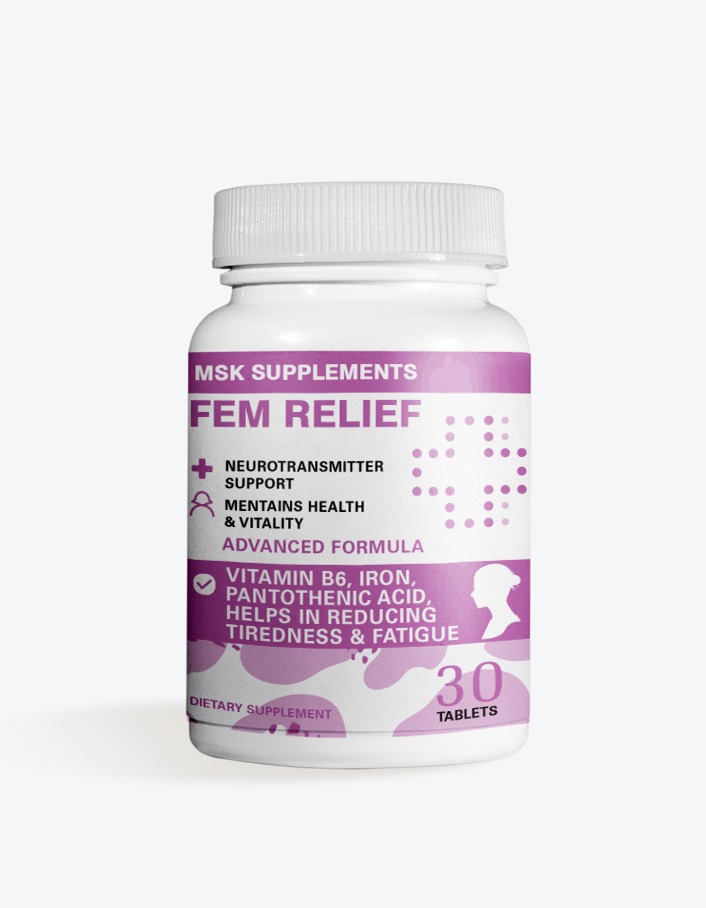 MSK SUPPLEMENTS
FEM RELIEF
NEUROTRANSMITTER
SUPPORT
MENTAINS HEALTH
& VITALITY
ADVANCED FORMULA
VITAMIN B6, IRON,
PANTOTHENIC ACID,
HELPS IN REDUCING
TIREDNESS & FATIGUE
30
TABLETS
DIETARY SUPPLEMENT